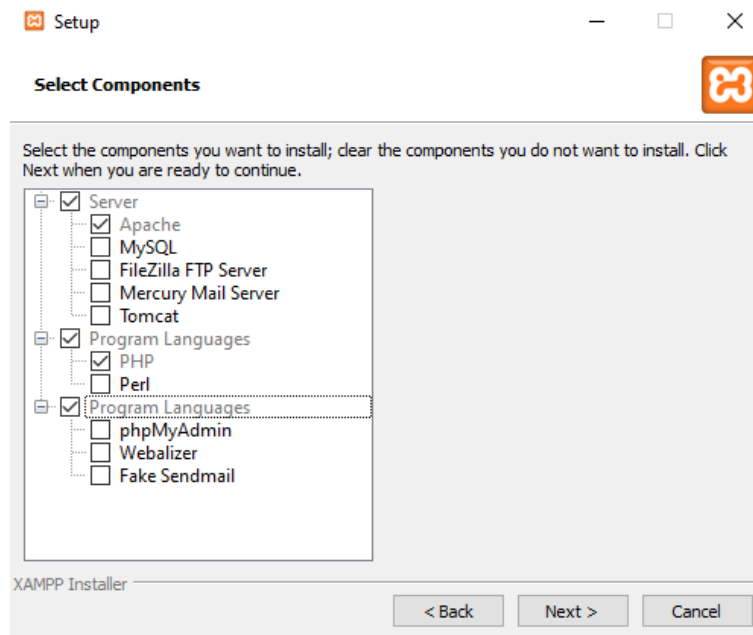 Setup
Select Components
Select the components you want to install; clear the components you do not want to install. Click
Next when you are ready to continue.
Server
Apache
MySQL
FileZilla FTP Server
Mercury Mail Server
Tomcat
Program Languages
PHP
Perl
Program Languages
phpMyAdmin
Webalizer
Fake Sendmail
XAMPP Installer
< Back
Next >
Cancel